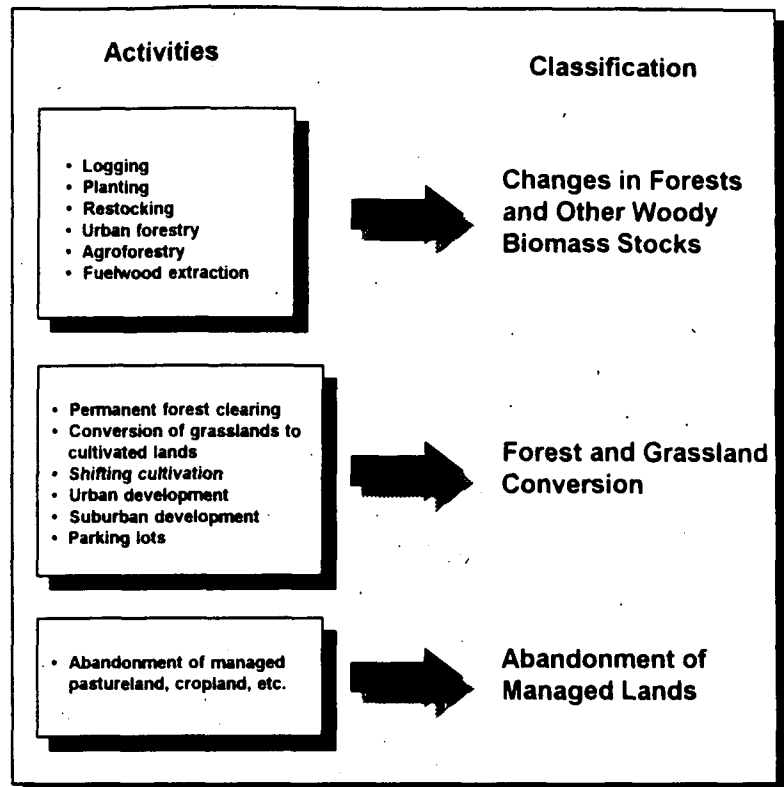 Activities
Classification
• Logging
• Planting
• Restocking
• Urban forestry
• Agroforestry
• Fuelwood extraction
Changes in Forests
and Other Woody
Biomass Stocks
• Permanent forest clearing
• Conversion of grasslands to
cultivated lands
• Shifting cultivation
• Urban development
• Suburban development
• Parking lots
Forest and Grassland
Conversion
• Abandonment of managed
pastureland, cropland, etc.
Abandonment of
Managed Lands